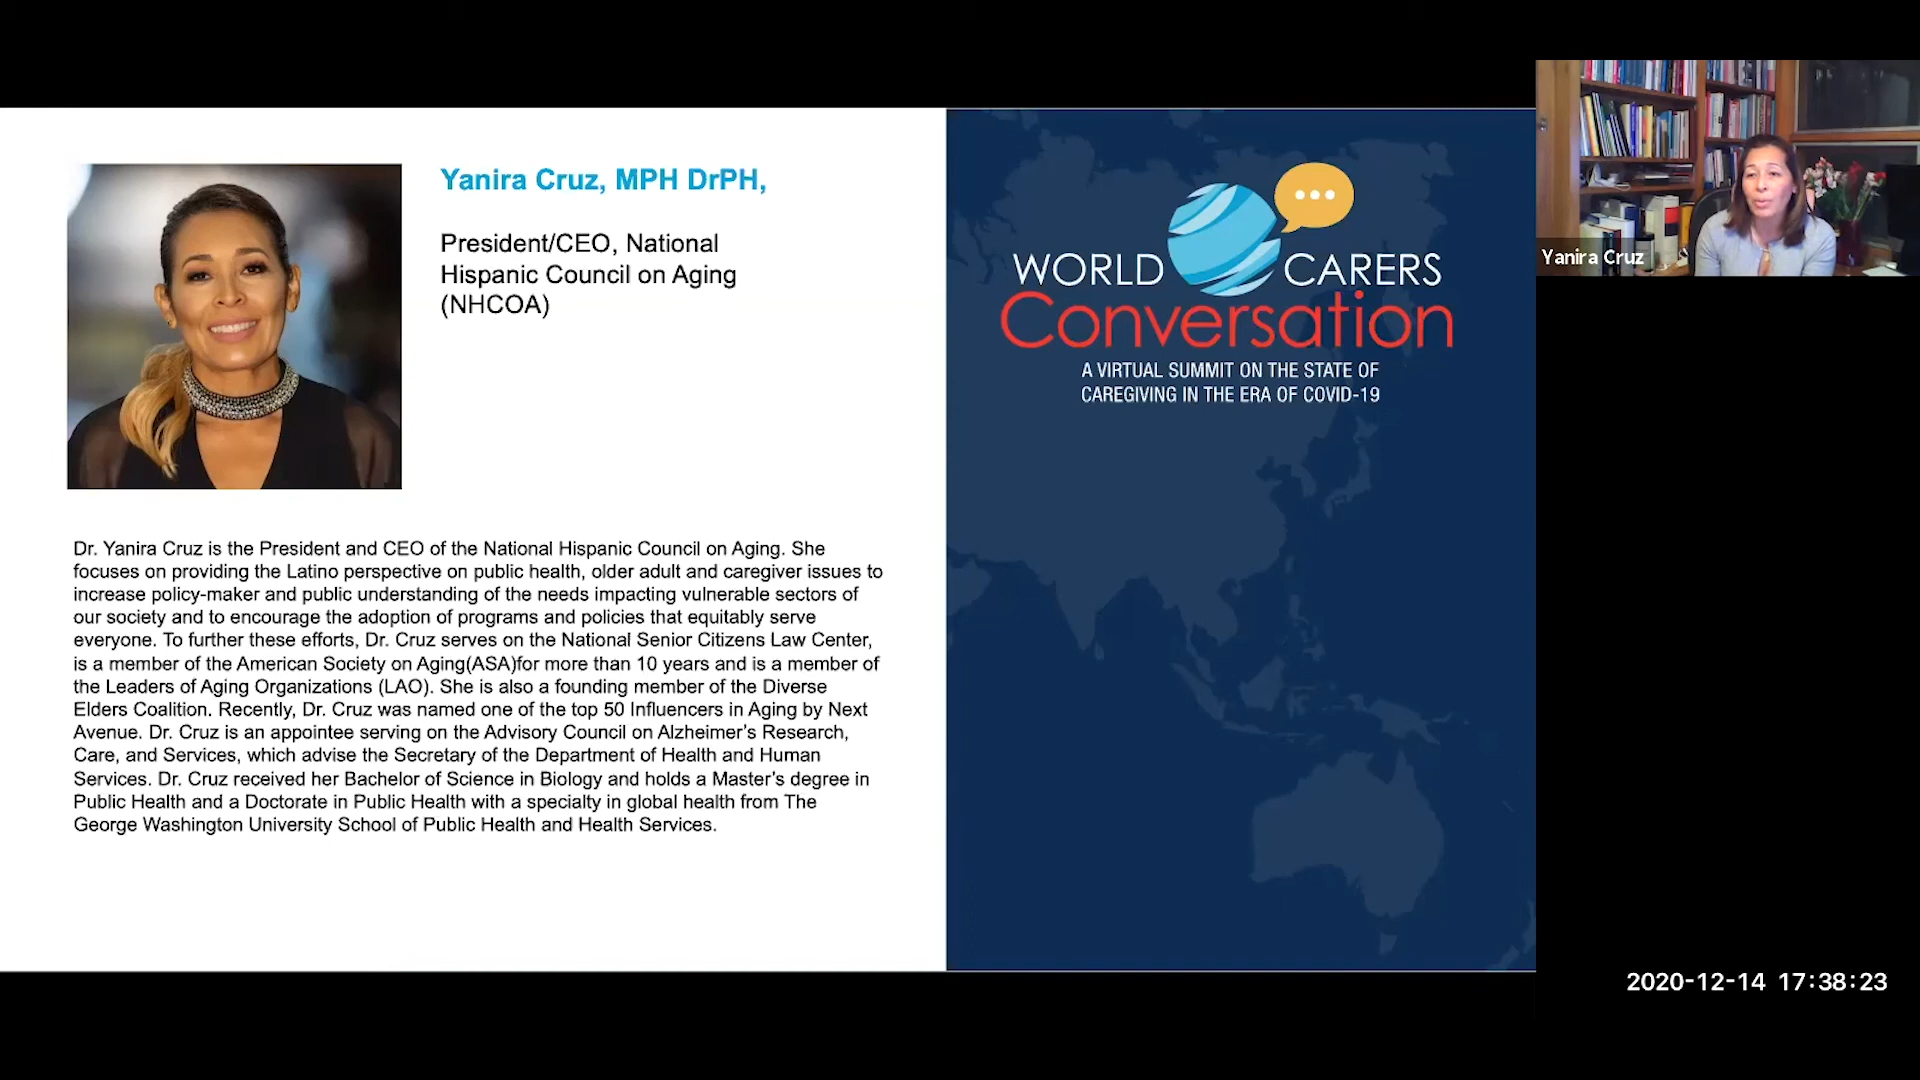 Yanira Cruz, MPH DrPH,
President/CEO, National
Hispanic Council on Aging
(NHCOA)
Dr. Yanira Cruz is the President and CEO of the National Hispanic Council on Aging. She
focuses on providing the Latino perspective on public health, older adult and caregiver issues to
increase policy-maker and public understanding of the needs impacting vulnerable sectors of
our society and to encourage the adoption of programs and policies that equitably serve
everyone. To further these efforts, Dr. Cruz serves on the National Senior Citizens Law Center,
is a member of the American Society on Aging(ASA)for more than 10 years and is a member of
the Leaders of Aging Organizations (LAO). She is also a founding member of the Diverse
Elders Coalition. Recently, Dr. Cruz was named one of the top 50 Influencers in Aging by Next
Avenue. Dr. Cruz is an appointee serving on the Advisory Council on Alzheimer's Research,
Care, and Services, which advise the Secretary of the Department of Health and Human
Services. Dr. Cruz received her Bachelor of Science in Biology and holds a Master's degree in
Public Health and a Doctorate in Public Health with a specialty in global health from The
George Washington University School of Public Health and Health Services.
WORLD CARERS
Conversation
A VIRTUAL SUMMIT ON THE STATE OF
CAREGIVING IN THE ERA OF COVID-19
Yanira Cruz
2020-12-14 17:38:23